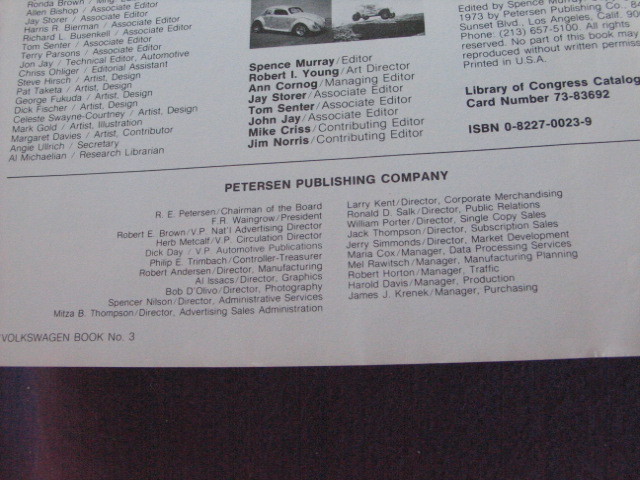 Ronda Brown /
Allen Bishop / Associate Editor
Jay Storer / Associate Editor
Harris R. Bierman / Associate Editor
Richard L. Busenkell / Associate Editor
Tom Senter / Associate Editor
Terry Parsons / Associate Editor
Jon Jay / Technical Editor, Automotive
Chriss Ohliger / Editorial Assistant
Steve Hirsch / Artist, Design
Pat Taketa / Artist, Design
George Fukuda / Artist, Design
Dick Fischer / Artist, Design
Celeste Swayne-Courtney / Artist, Design
Mark Gold / Artist, Illustration
Margaret Davies / Artist, Contributor
Angie Ullrich / Secretary
Al Michaelian / Research Librarian
Spence Murray/Editor
Robert I. Young/Art Director
Ann Cornog/Managing Editor
Jay Storer/Associate Editor
Tom Senter/Associate Editor
John Jay/Technical Editor
Mike Criss/Contributing Editor
Jim Norris/Contributing Editor
Edited by Spence Murray.
1973 by Petersen Publishing Co.,
Sunset Blvd., Los Angeles, Calif. 90
Phone: (213) 657-5100. All rights
reserved. No part of this book may
reproduced without written permis
Printed in U.S.A.
Library of Congress Catalog
Card Number 73-83692
ISBN 0-8227-0023-9
PETERSEN PUBLISHING COMPANY
R. E. Petersen/Chairman of the Board
F.R. Waingrow/President
Robert E. Brown/V.P. Nat'l Advertising Director
Herb Metcalf/V.P. Circulation Director
Dick Day / V.P. Automotive Publications
Philip E. Trimbach/Controller-Treasurer
Robert Andersen/Director, Manufacturing
Al Isaacs/Director, Graphics
Bob D'Olivo/Director, Photography
Spencer Nilson/Director, Administrative Services
Mitza B. Thompson/Director, Advertising Sales Administration
Larry Kent/Director, Corporate Merchandising
Ronald D. Salk/Director, Public Relations
William Porter/Director, Single Copy Sales
Jack Thompson/Director, Subscription Sales
Jerry Simmonds/Director, Market Development
Maria Cox/Manager, Data Processing Services
Mel Rawitsch/Manager, Manufacturing Planning
Robert Horton/Manager, Traffic
Harold Davis/Manager, Production
James J. Krenek/Manager, Purchasing
VOLKSWAGEN BOOK No. 3